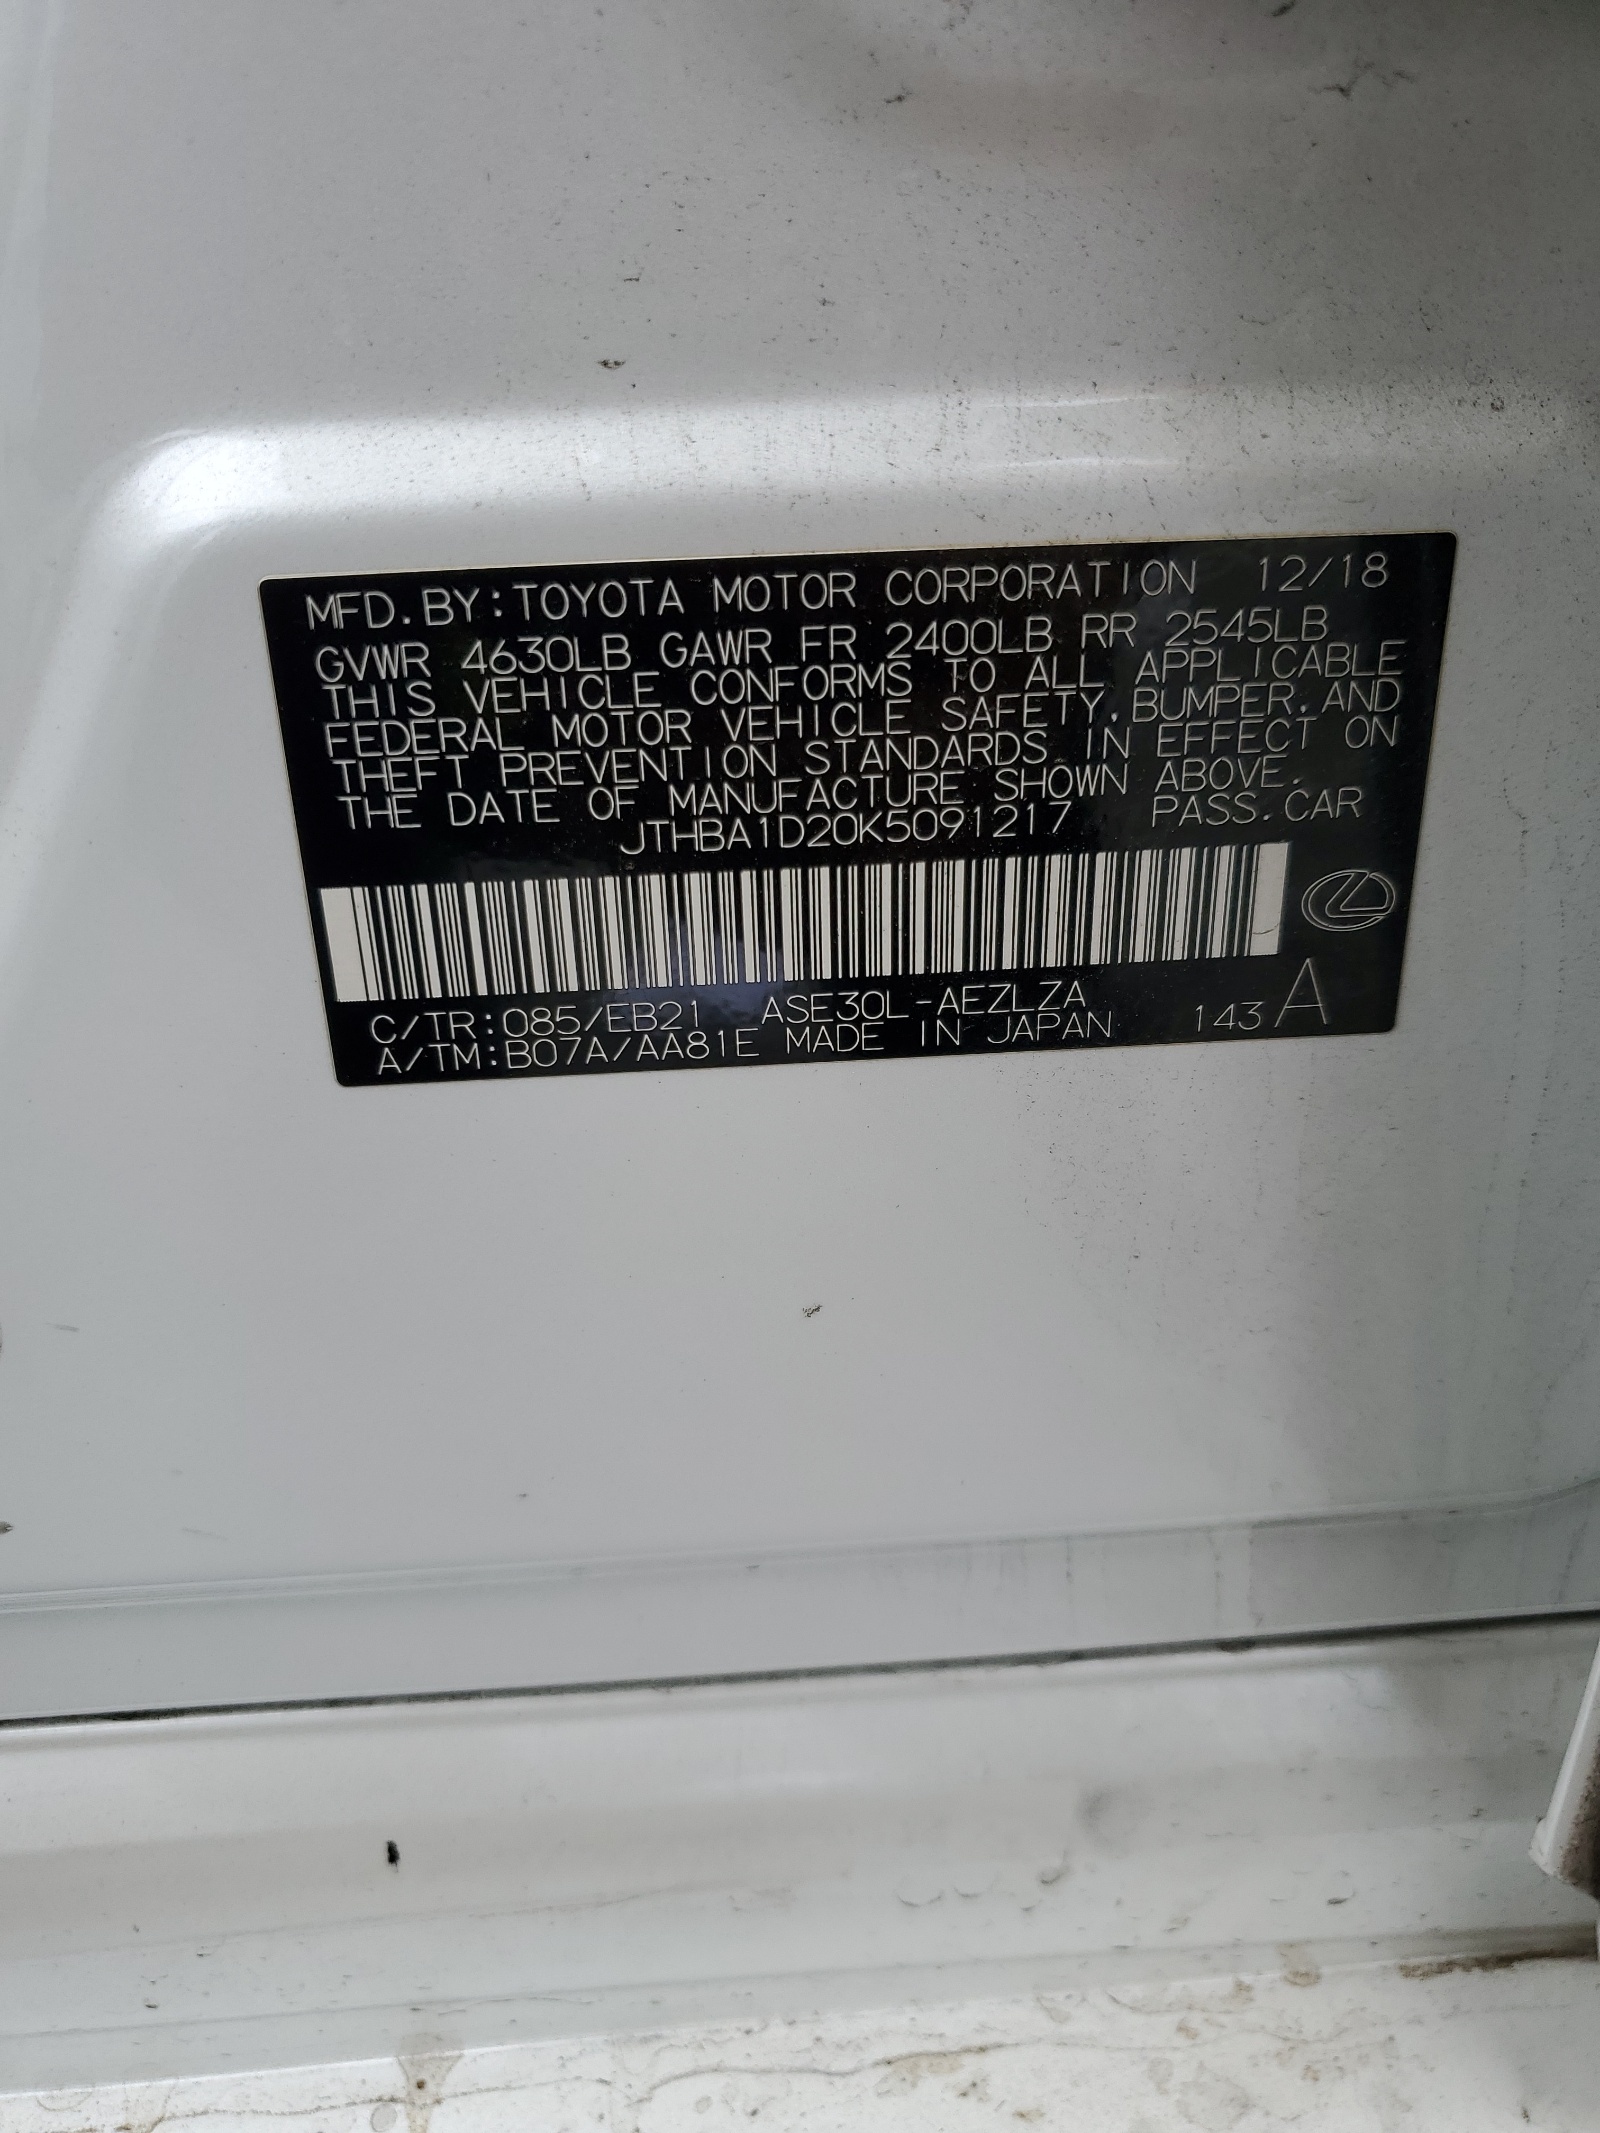 MFD. BY: TOYOTA MOTOR CORPORATION 12/18
GVWR 4630LB GAWR FR 2400LB RR 2545LB
THIS VEHICLE CONFORMS TO ALL APPLICABLE
FEDERAL MOTOR VEHICLE SAFETY, BUMPER, AND
THEFT PREVENTION STANDARDS IN EFFECT ON
THE DATE OF MANUFACTURE SHOWN ABOVE.
JTHBA1D20K5091217 PASS. CAR
C/TR: 085/EB21 ASE30L-AEZLZA
A/TM: B07A/AA81E MADE IN JAPAN 143 A